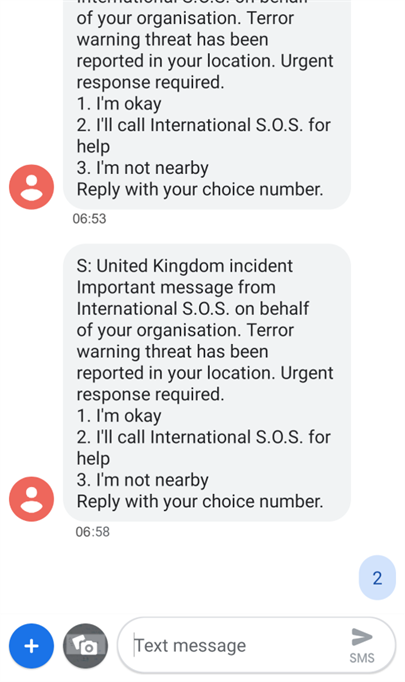 of your organisation. Terror
warning threat has been
reported in your location. Urgent
response required.
1. I'm okay
2. I'll call International S.O.S. for
help
3. I'm not nearby
Reply with your choice number.
06:53
S: United Kingdom incident
Important message from
International S.O.S. on behalf
of your organisation. Terror
warning threat has been
reported in your location. Urgent
response required.
1. I'm okay
2. I'll call International S.O.S. for
help
3. I'm not nearby
Reply with your choice number.
06:58
2
Text message
SMS